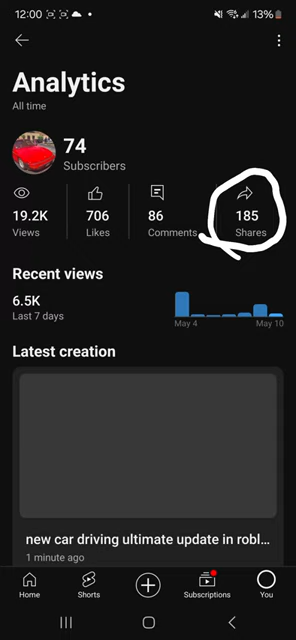 12:00
13%
Analytics
All time
74
Subscribers
19.2K
Views
706
Likes
86
Comments
185
Shares
Recent views
6.5K
Last 7 days
May 4
May 10
Latest creation
new car driving ultimate update in robl...
1 minute ago
Home
Shorts
Subscriptions
You